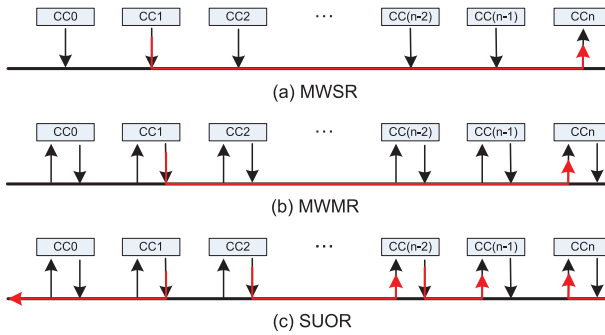 CC0 CC1 CC2 ... CC(n-2) CC(n-1) CCn
(a) MWSR
CC0 CC1 CC2 ... CC(n-2) CC(n-1) CCn
(b) MWMR
CC0 CC1 CC2 ... CC(n-2) CC(n-1) CCn
(c) SUOR